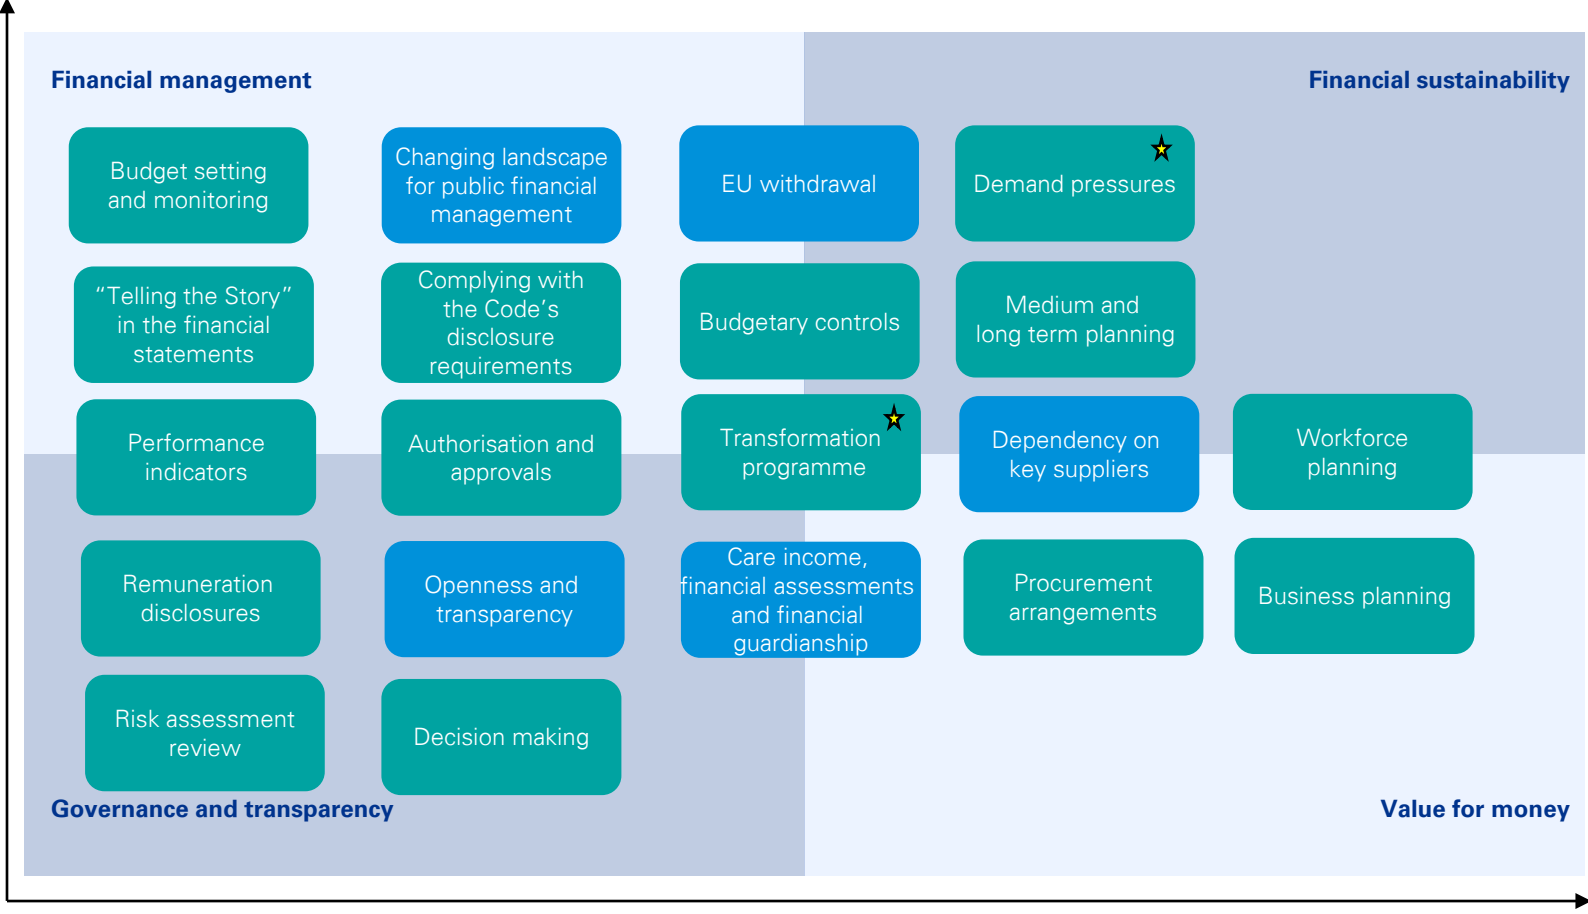 Financial management
Financial sustainability
Budget setting
and monitoring
Changing landscape
for public financial
management
EU withdrawal
Demand pressures
“Telling the Story”
in the financial
statements
Complying with
the Code’s
disclosure
requirements
Budgetary controls
Medium and
long term planning
Performance
indicators
Authorisation and
approvals
Transformation
programme
Dependency on
key suppliers
Workforce
planning
Remuneration
disclosures
Openness and
transparency
Care income,
financial assessments
and financial
guardianship
Procurement
arrangements
Business planning
Risk assessment
review
Decision making
Governance and transparency
Value for money